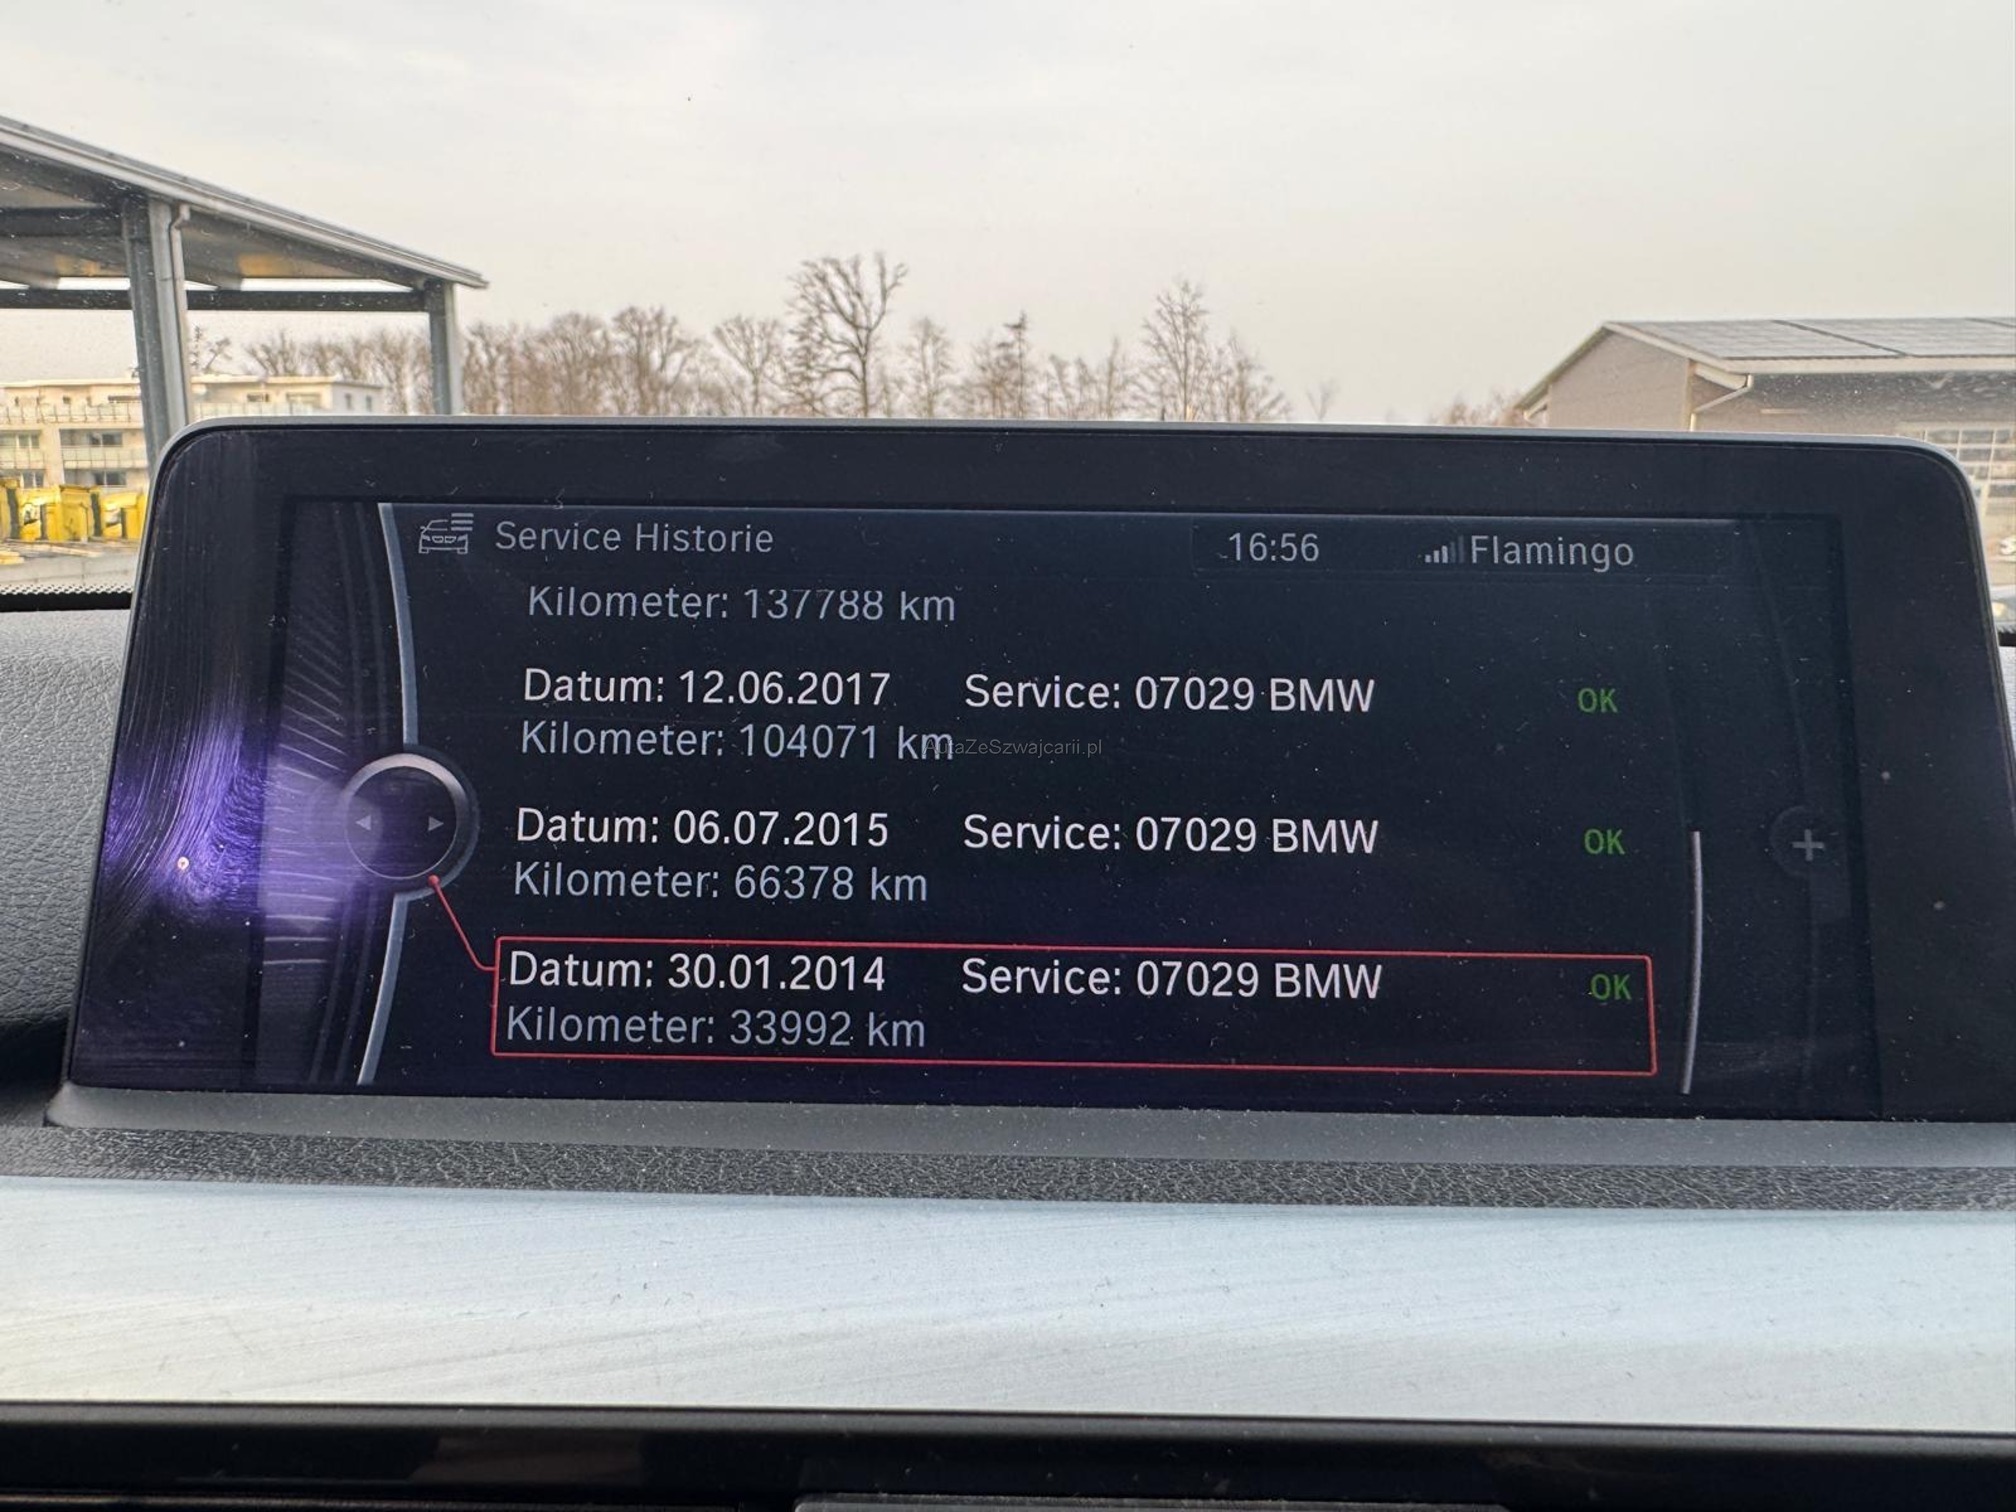 Service Historie
16:56
Flamingo
Kilometer: 137788 km
Datum: 12.06.2017 Service: 07029 BMW OK
Kilometer: 104071 km
AutaZeSzwajcarii.pl
Datum: 06.07.2015 Service: 07029 BMW OK
Kilometer: 66378 km
Datum: 30.01.2014 Service: 07029 BMW OK
Kilometer: 33992 km